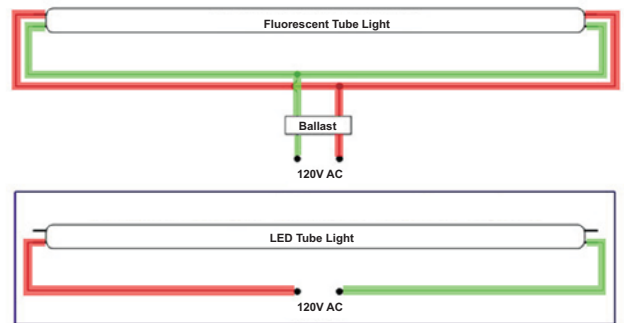 Fluorescent Tube Light
Ballast
120V AC
LED Tube Light
120V AC